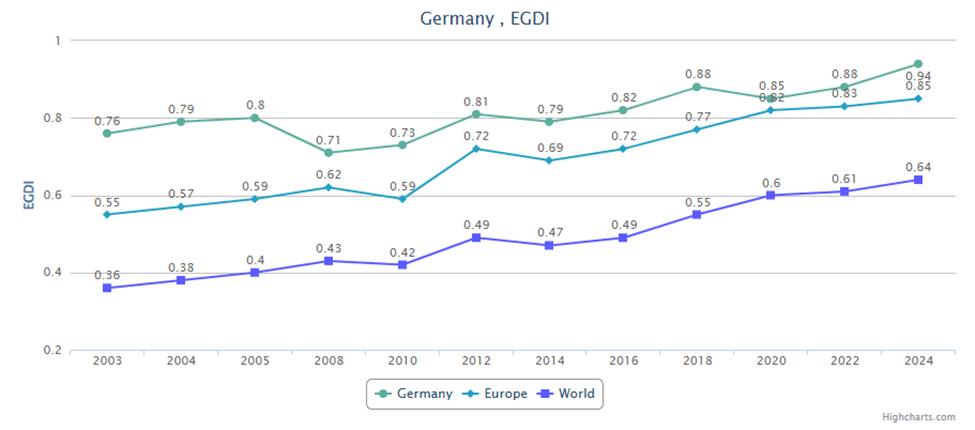 Germany , EGDI
1
0.8
0.6
0.4
0.2
EGDI
0.76 0.79 0.8 0.71 0.73 0.81 0.79 0.82 0.88 0.85 0.88 0.94
0.55 0.57 0.59 0.62 0.59 0.72 0.69 0.72 0.77 0.82 0.83 0.85
0.36 0.38 0.4 0.43 0.42 0.49 0.47 0.49 0.55 0.6 0.61 0.64
2003 2004 2005 2008 2010 2012 2014 2016 2018 2020 2022 2024
Germany Europe World
Highcharts.com